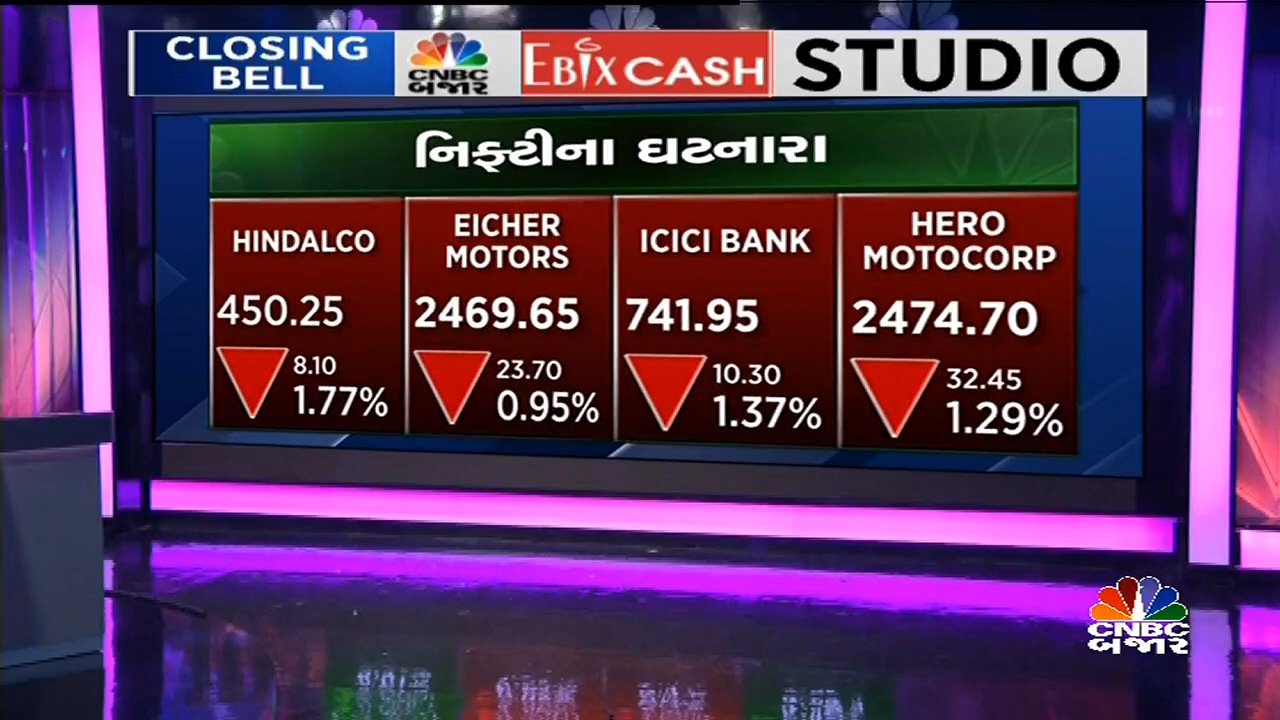 CLOSING
BELL
CNBC
બજાર
EBIXCASH
STUDIO
નિફ્ટીના ઘટનારા
HINDALCO
450.25
8.10
1.77%
EICHER
MOTORS
2469.65
23.70
0.95%
ICICI BANK
741.95
10.30
1.37%
HERO
MOTOCORP
2474.70
32.45
1.29%
CNBC
બજાર